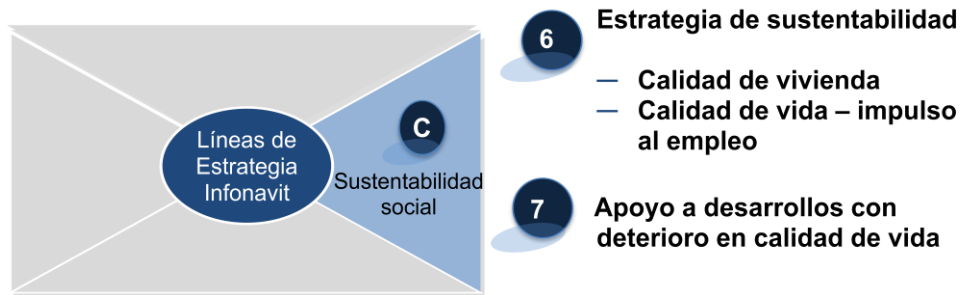 Líneas de
Estrategia
Infonavit
C
Sustentabilidad
social
6
Estrategia de sustentabilidad
— Calidad de vivienda
— Calidad de vida – impulso
al empleo
7
Apoyo a desarrollos con
deterioro en calidad de vida